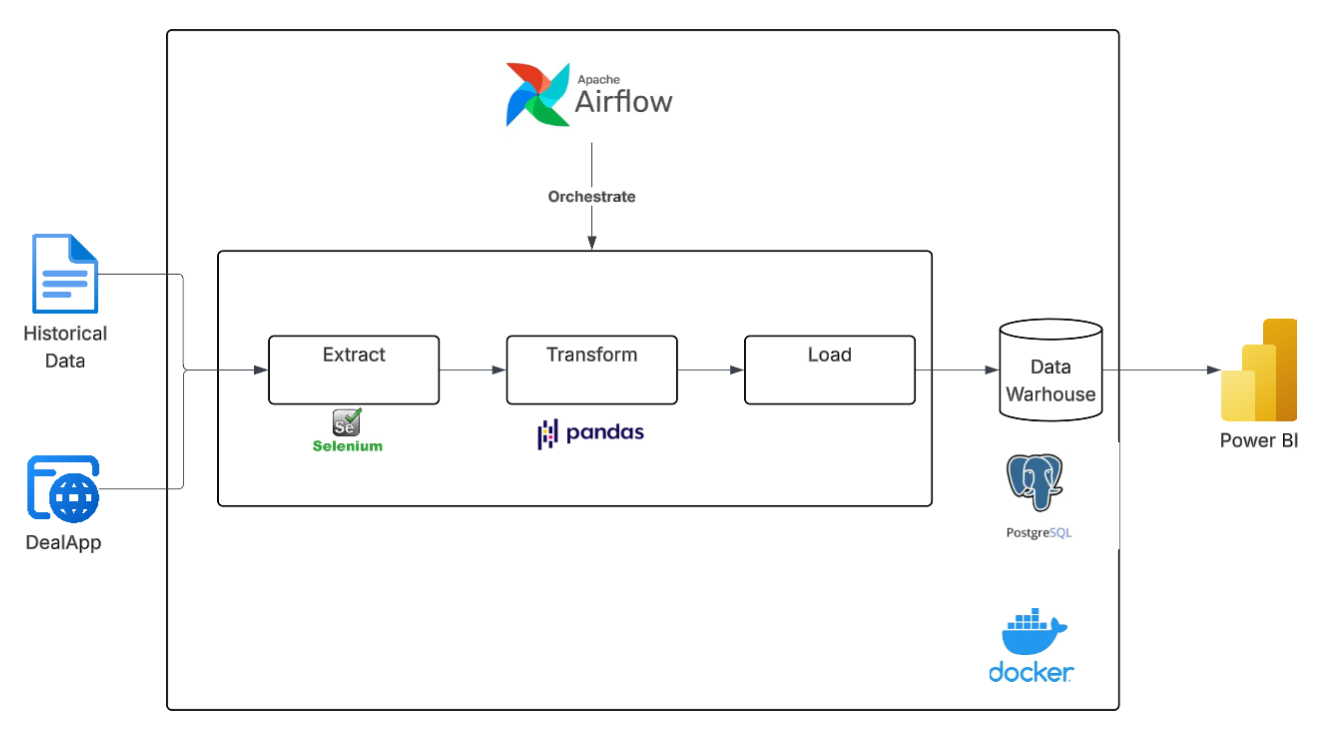 Apache
Airflow
Orchestrate
Historical
Data
DealApp
Extract
Transform
Load
Se
Selenium
pandas
Data
Warhouse
PostgreSQL
docker
Power BI